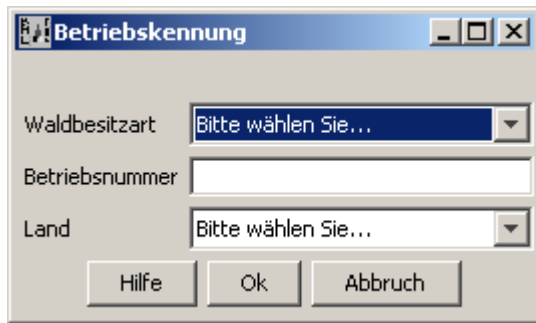 Betriebskennung
Waldbesitzart Bitte wählen Sie...
Betriebsnummer
Land Bitte wählen Sie...
Hilfe Ok Abbruch